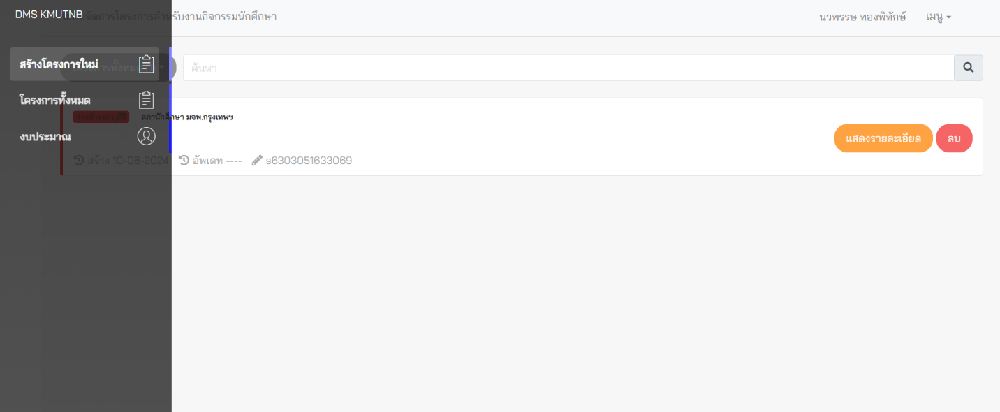 DMS KMUTNB
จัดการโครงการสำหรับงานกิจกรรมนักศึกษา
นวพรรษ ทองพิทักษ์
เมนู
สร้างโครงการใหม่
ค้นหา
โครงการทั้งหมด
สภานักศึกษา มจพ.กรุงเทพฯ
งบประมาณ
แสดงรายละเอียด
ลบ
สร้าง 10-06-2024
อัพเดท ----
s6303051633069